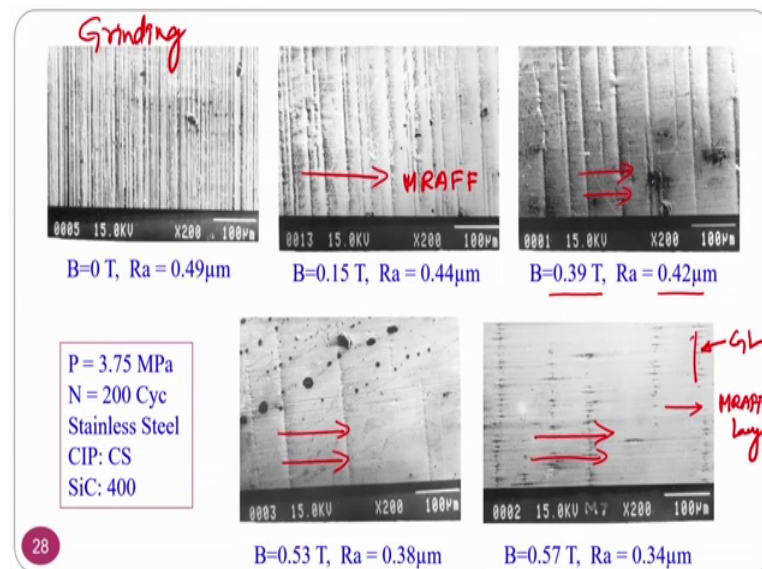 Grinding
MRAFF
0005 15.0KV X200 100µm
0013 15.0KV X200 100µm
0001 15.0KV X200 100µm
B=0 T, Ra = 0.49µm
B=0.15 T, Ra = 0.44µm
B=0.39 T, Ra = 0.42µm
P = 3.75 MPa
N = 200 Cyc
Stainless Steel
CIP: CS
SiC: 400
GL
MRAFF
Lay
0003 15.0KV X200 100µm
0002 15.0KV X200 M7 100µm
28
B=0.53 T, Ra = 0.38µm
B=0.57 T, Ra = 0.34µm